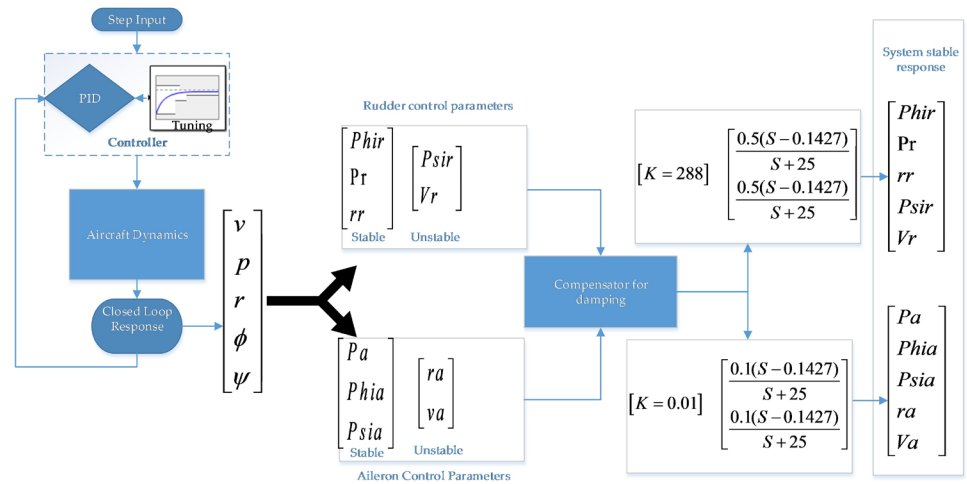 Step Input
PID
Tuning
Controller
Aircraft Dynamics
Closed Loop
Response
v
p
r
ϕ
ψ
Rudder control parameters
Phir
Pr
rr
Stable
Psir
Vr
Unstable
Pa
Phia
Psia
Stable
ra
va
Unstable
Aileron Control Parameters
Compensator for
damping
[K = 288]
0.5(S − 0.1427)
S + 25
0.5(S − 0.1427)
S + 25
[K = 0.01]
0.1(S − 0.1427)
S + 25
0.1(S − 0.1427)
S + 25
System stable
response
Phir
Pr
rr
Psir
Vr
Pa
Phia
Psia
ra
Va